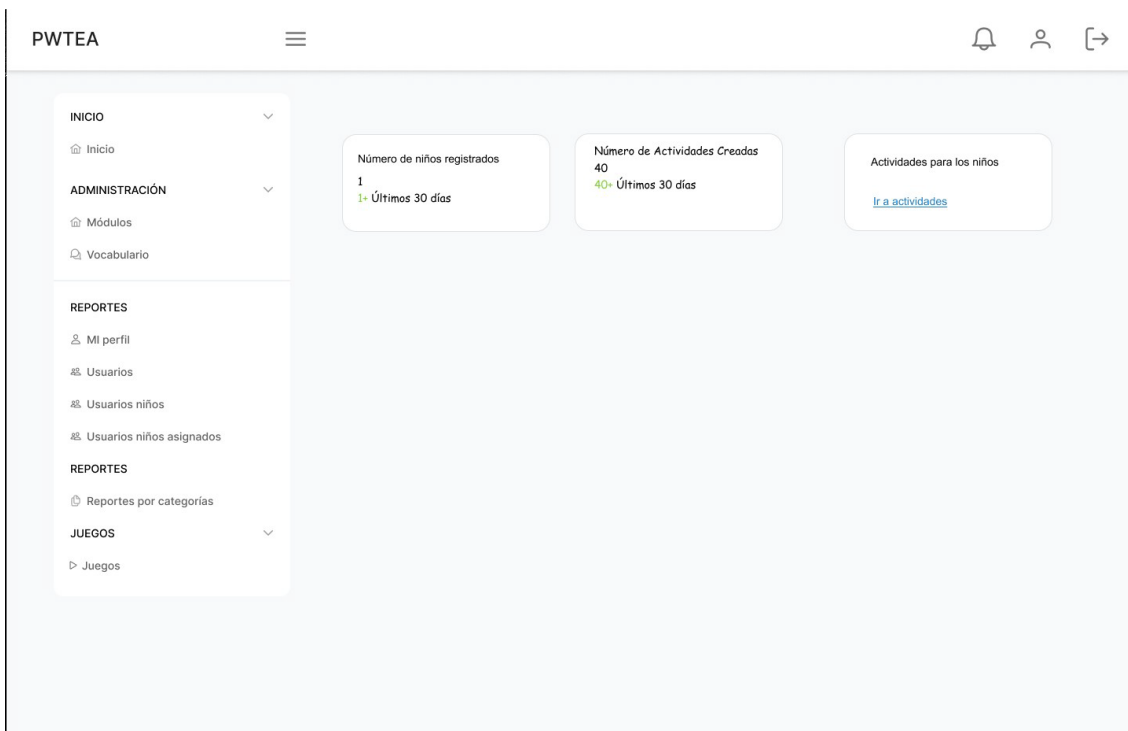 PWTEA
INICIO
Inicio
ADMINISTRACIÓN
Módulos
Vocabulario
REPORTES
MI perfil
Usuarios
Usuarios niños
Usuarios niños asignados
REPORTES
Reportes por categorías
JUEGOS
Juegos
Número de niños registrados
1
1+ Últimos 30 días
Número de Actividades Creadas
40
40+ Últimos 30 días
Actividades para los niños
Ir a actividades